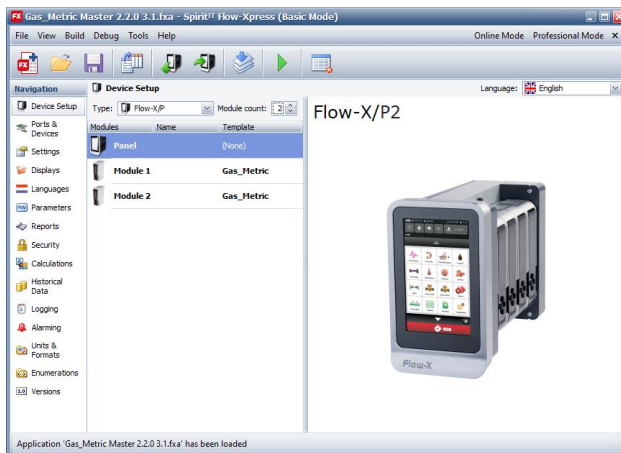 Gas_Metric Master 2.2.0 3.1.fxa - Spirit IT Flow-Xpress (Basic Mode)
File View Build Debug Tools Help Online Mode Professional Mode
Navigation
Device Setup
Ports & Devices
Settings
Displays
Languages
Parameters
Reports
Security
Calculations
Historical Data
Logging
Alarming
Units & Formats
Enumerations
1.0 Versions
Device Setup
Type: Flow-X/P Module count: 2
Modules Name Template
Panel (None)
Module 1 Gas_Metric
Module 2 Gas_Metric
Language: English
Flow-X/P2
Flow-X
Application 'Gas_Metric Master 2.2.0 3.1.fxa' has been loaded